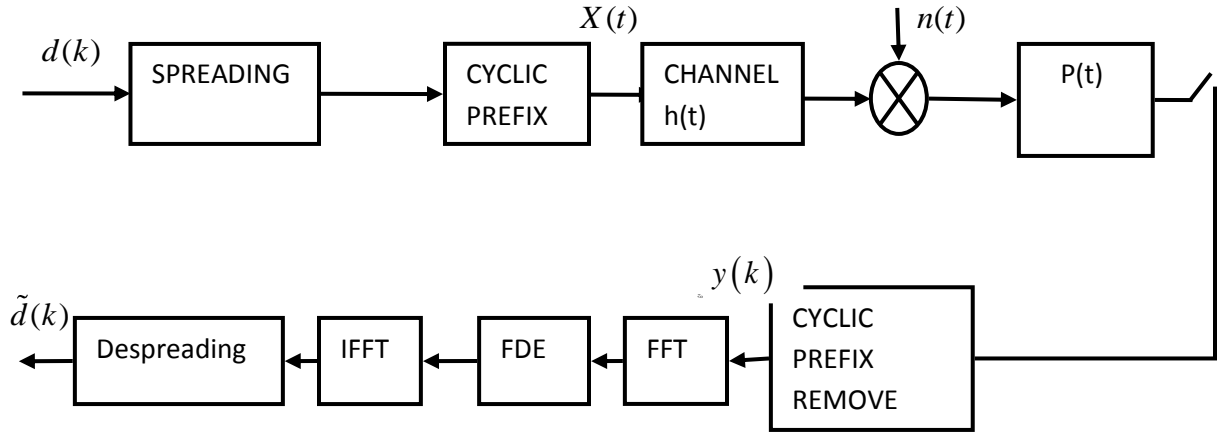 X(t)
n(t)
d(k)
SPREADING
CYCLIC
PREFIX
CHANNEL
h(t)
P(t)
y(k)
d̃(k)
Despreading
IFFT
FDE
FFT
CYCLIC
PREFIX
REMOVE